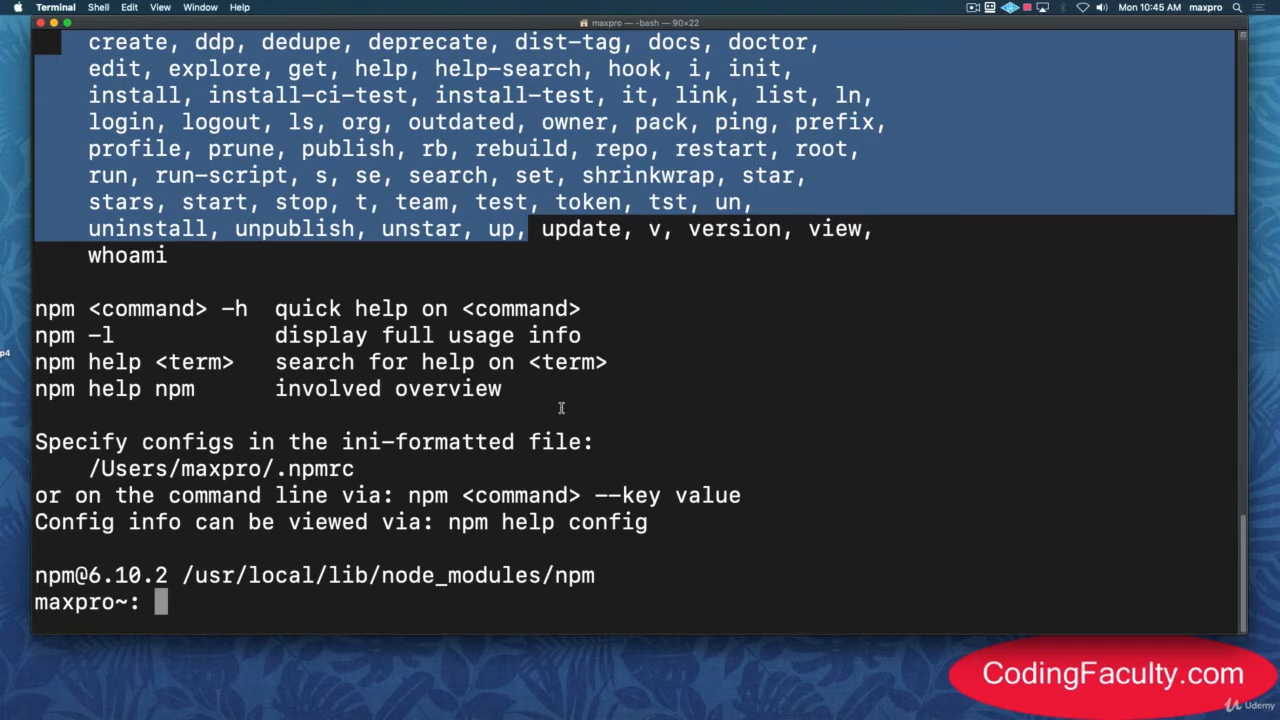 Terminal Shell Edit View Window Help Mon 10:45 AM maxpro
maxpro — -bash — 90×22
create, ddp, dedupe, deprecate, dist-tag, docs, doctor,
edit, explore, get, help, help-search, hook, i, init,
install, install-ci-test, install-test, it, link, list, ln,
login, logout, ls, org, outdated, owner, pack, ping, prefix,
profile, prune, publish, rb, rebuild, repo, restart, root,
run, run-script, s, se, search, set, shrinkwrap, star,
stars, start, stop, t, team, test, token, tst, un,
uninstall, unpublish, unstar, up, update, v, version, view,
whoami
npm <command> -h quick help on <command>
npm -l display full usage info
npm help <term> search for help on <term>
p4
npm help npm involved overview
Specify configs in the ini-formatted file:
/Users/maxpro/.npmrc
or on the command line via: npm <command> --key value
Config info can be viewed via: npm help config
npm@6.10.2 /usr/local/lib/node_modules/npm
maxpro~:
CodingFaculty.com
Udemy